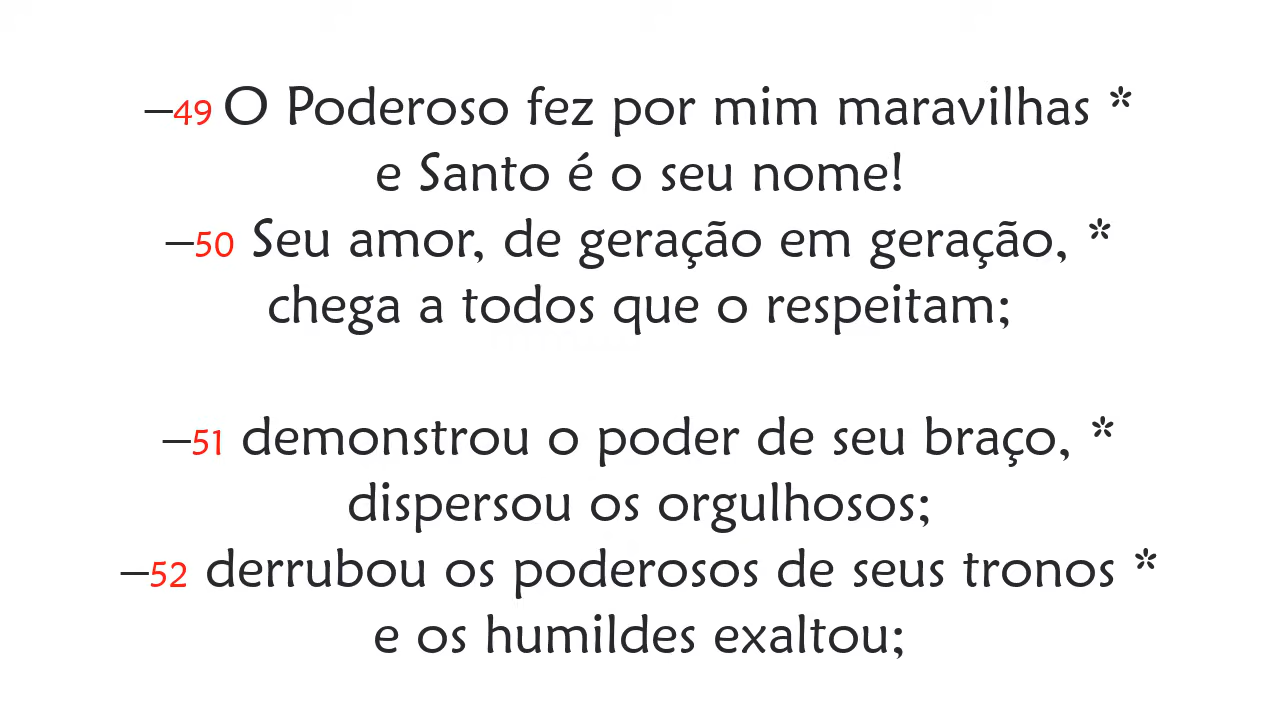 –49 O Poderoso fez por mim maravilhas *
e Santo é o seu nome!
–50 Seu amor, de geração em geração, *
chega a todos que o respeitam;
–51 demonstrou o poder de seu braço, *
dispersou os orgulhosos;
–52 derrubou os poderosos de seus tronos *
e os humildes exaltou;